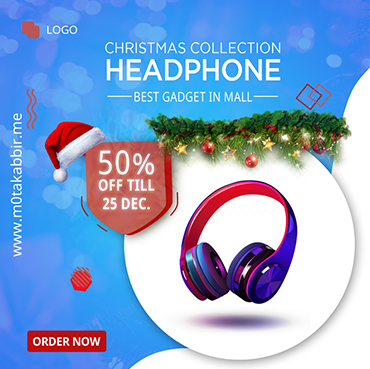 LOGO
CHRISTMAS COLLECTION
HEADPHONE
BEST GADGET IN MALL
50%
OFF TILL
25 DEC.
www.m0takabbir.me
ORDER NOW